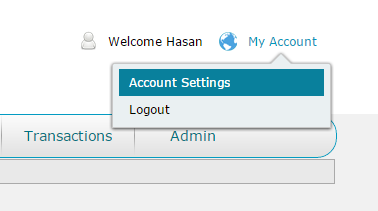 Welcome Hasan My Account
Account Settings
Logout
Transactions Admin